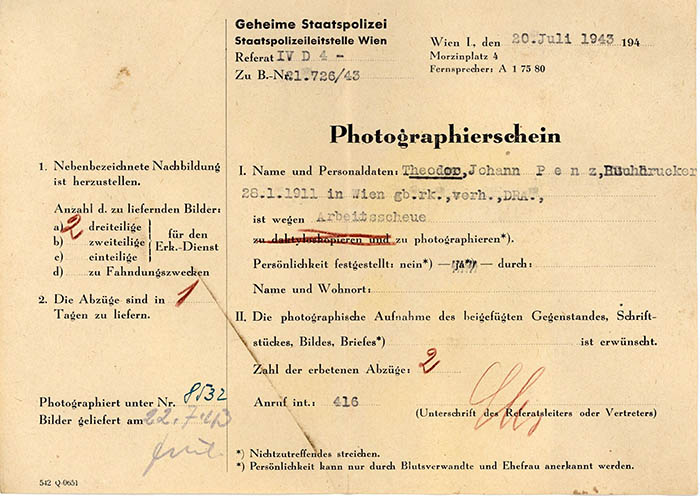 Geheime Staatspolizei
Staatspolizeileitstelle Wien
Referat IV D 4 -
Zu B.-Nr. 21.726/43
Wien I., den 20. Juli 1943 194
Morzinplatz 4
Fernsprecher: A 1 75 80
Photographierschein
1. Nebenbezeichnete Nachbildung
ist herzustellen.
Anzahl d. zu liefernden Bilder:
a) 2 dreiteilige
b) zweiteilige
c) einteilige
für den
Erk.-Dienst
d) zu Fahndungszwecken
2. Die Abzüge sind in 1
Tagen zu liefern.
Photographiert unter Nr. 8532
Bilder geliefert am 22.7.43
542 Q-0651
I. Name und Personaldaten: Theodor, Johann P e n z, Buchdrucker
28.1.1911 in Wien gb.rk., verh., DRA.,
ist wegen Arbeitsscheue
zu daktyloskopieren und zu photographieren*).
Persönlichkeit festgestellt: nein*) — ja*) — durch:
Name und Wohnort:
II. Die photographische Aufnahme des beigefügten Gegenstandes, Schrift-
stückes, Bildes, Briefes*) ist erwünscht.
Zahl der erbetenen Abzüge: 2
Anruf int.: 416
(Unterschrift des Referatsleiters oder Vertreters)
*) Nichtzutreffendes streichen.
*) Persönlichkeit kann nur durch Blutsverwandte und Ehefrau anerkannt werden.